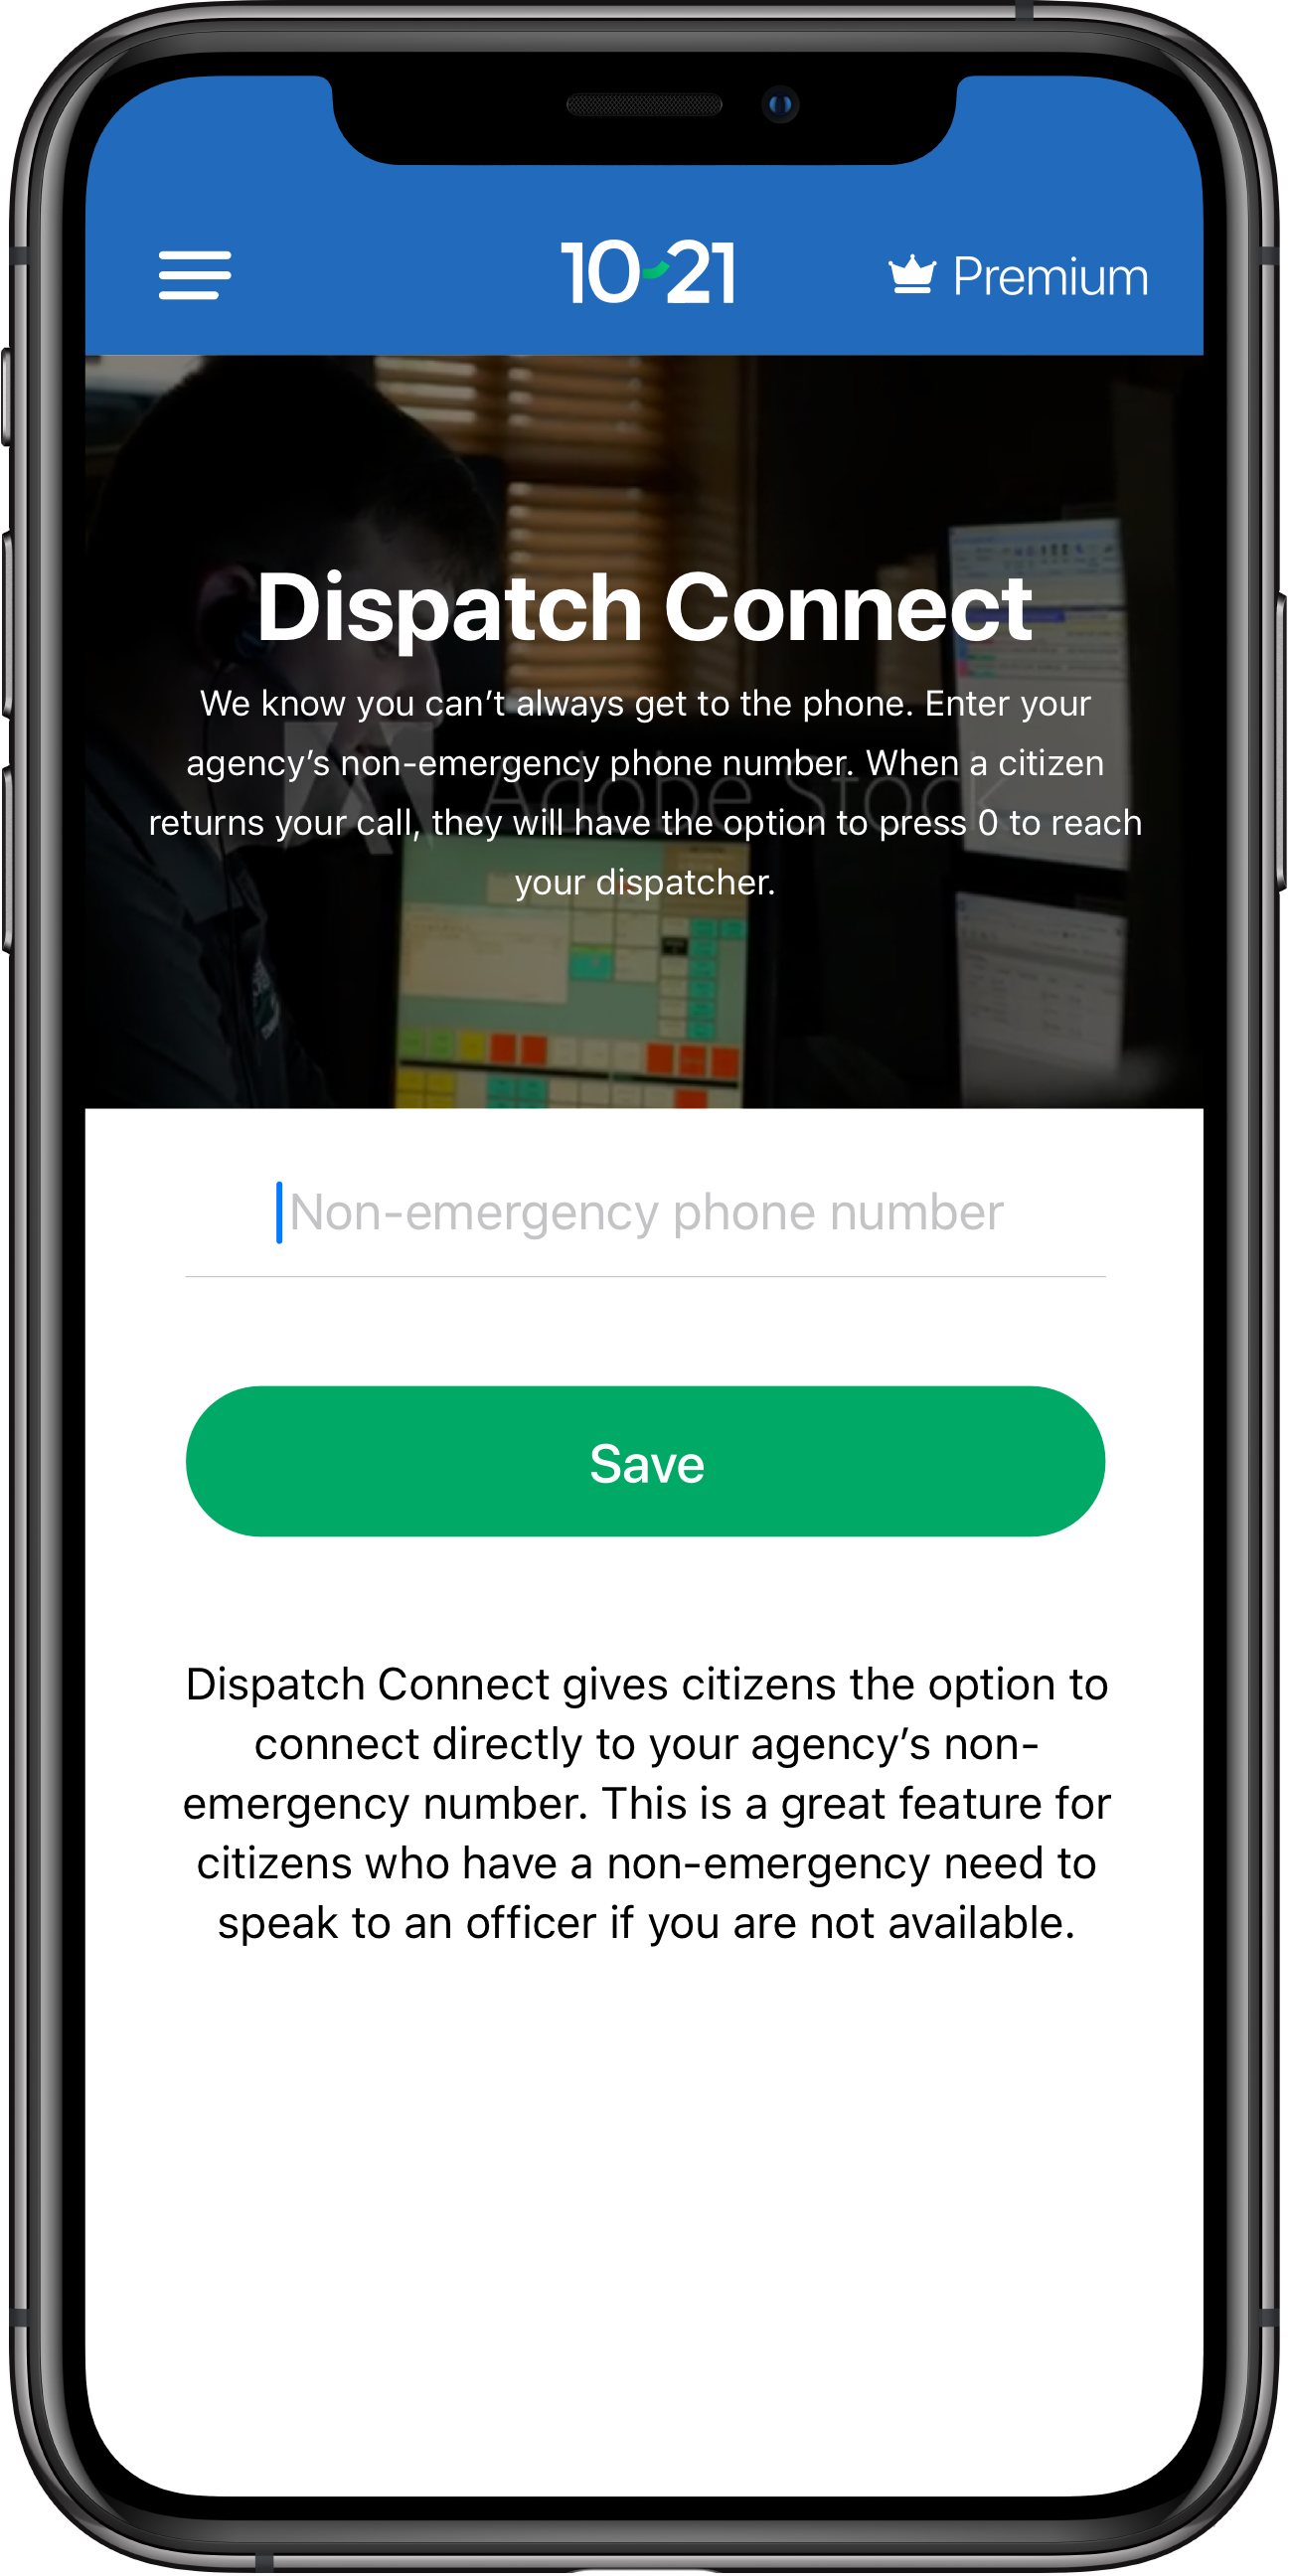 10-21
Premium
Dispatch Connect
We know you can’t always get to the phone. Enter your
agency’s non-emergency phone number. When a citizen
returns your call, they will have the option to press 0 to reach
your dispatcher.
Adobe Stock
Non-emergency phone number
Save
Dispatch Connect gives citizens the option to
connect directly to your agency’s non-
emergency number. This is a great feature for
citizens who have a non-emergency need to
speak to an officer if you are not available.